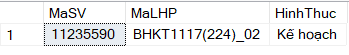 MaSV MaLHP HinhThuc
1 11235590 BHKT1117(224)_02 Kế hoạch